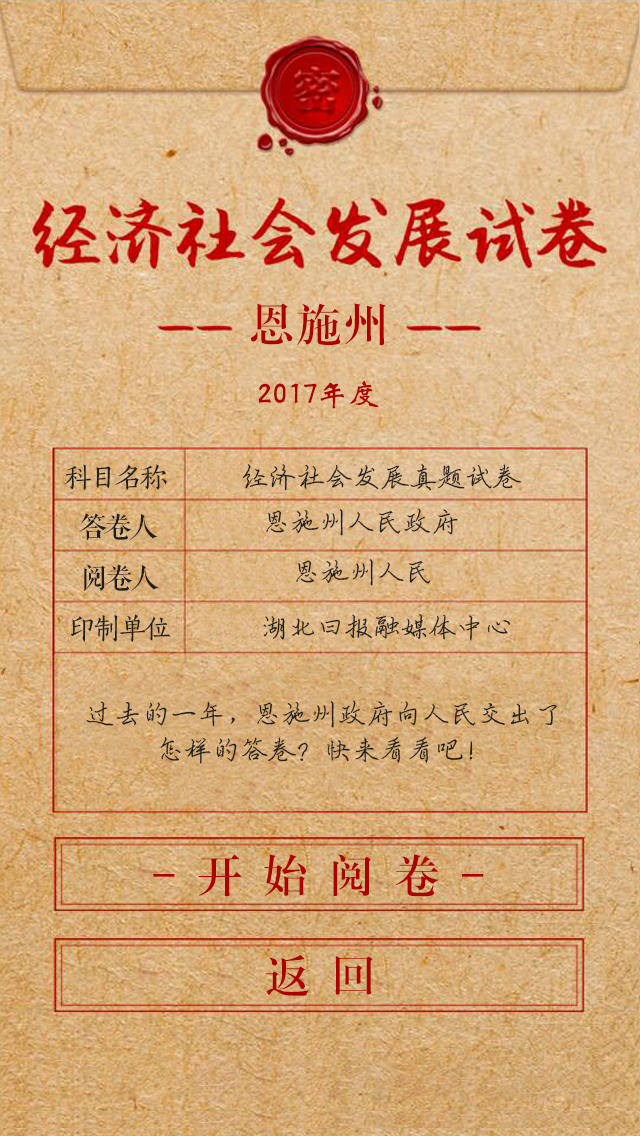 密
经济社会发展试卷
—— 恩施州 ——
2017年度
科目名称 经济社会发展真题试卷
答卷人 恩施州人民政府
阅卷人 恩施州人民
印制单位 湖北日报融媒体中心
过去的一年，恩施州政府向人民交出了
怎样的答卷？快来看看吧！
- 开始阅卷 -
返回